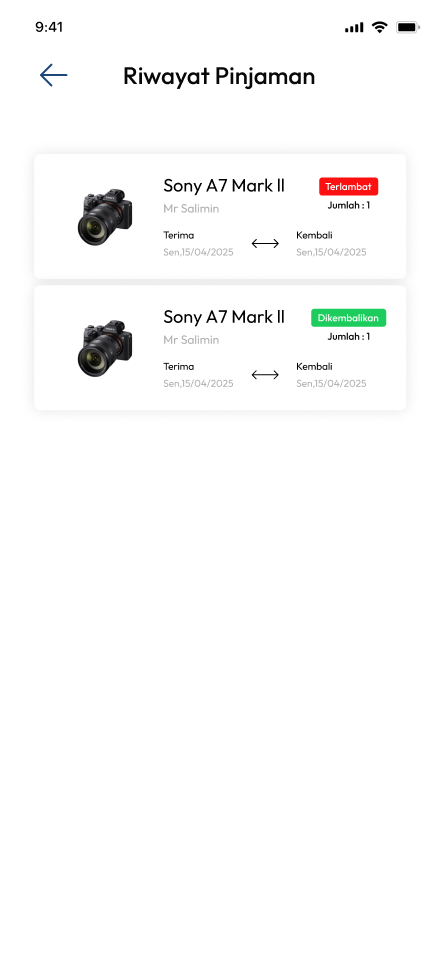 9:41
Riwayat Pinjaman
Sony A7 Mark II
Terlambat
Mr Salimin
Jumlah : 1
Terima
Kembali
Sen,15/04/2025
Sen,15/04/2025
Sony A7 Mark II
Dikembalikan
Mr Salimin
Jumlah : 1
Terima
Kembali
Sen,15/04/2025
Sen,15/04/2025